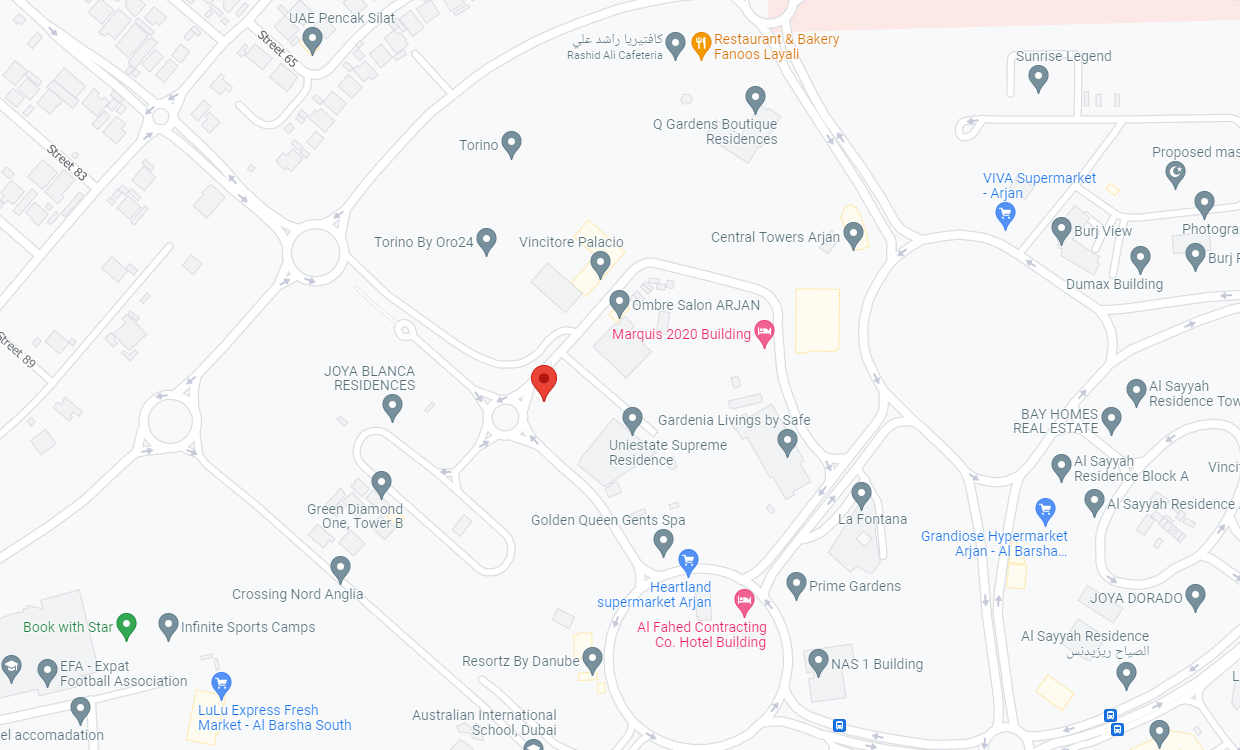 UAE Pencak Silat
Street 65
كافتيريا راشد علي
Rashid Ali Cafeteria
Restaurant & Bakery
Fanoos Layali
Sunrise Legend
Q Gardens Boutique
Residences
Torino
Street 83
Proposed mas
VIVA Supermarket
- Arjan
Photogra
Torino By Oro24
Vincitore Palacio
Central Towers Arjan
Burj View
Burj
Dumax Building
Ombre Salon ARJAN
Marquis 2020 Building
Street 89
JOYA BLANCA
RESIDENCES
Al Sayyah
Residence Tow
BAY HOMES
REAL ESTATE
Gardenia Livings by Safe
Uniestate Supreme
Residence
Al Sayyah
Residence Block A
Vinci
Green Diamond
One, Tower B
Golden Queen Gents Spa
La Fontana
Al Sayyah Residence
Grandiose Hypermarket
Arjan - Al Barsha...
Crossing Nord Anglia
Heartland
supermarket Arjan
Prime Gardens
JOYA DORADO
Book with Star
Infinite Sports Camps
Al Fahed Contracting
Co. Hotel Building
Al Sayyah Residence
الصياح ريزيدنس
EFA - Expat
Football Association
Resortz By Danube
NAS 1 Building
LuLu Express Fresh
Market - Al Barsha South
Australian International
School, Dubai
el accomadation